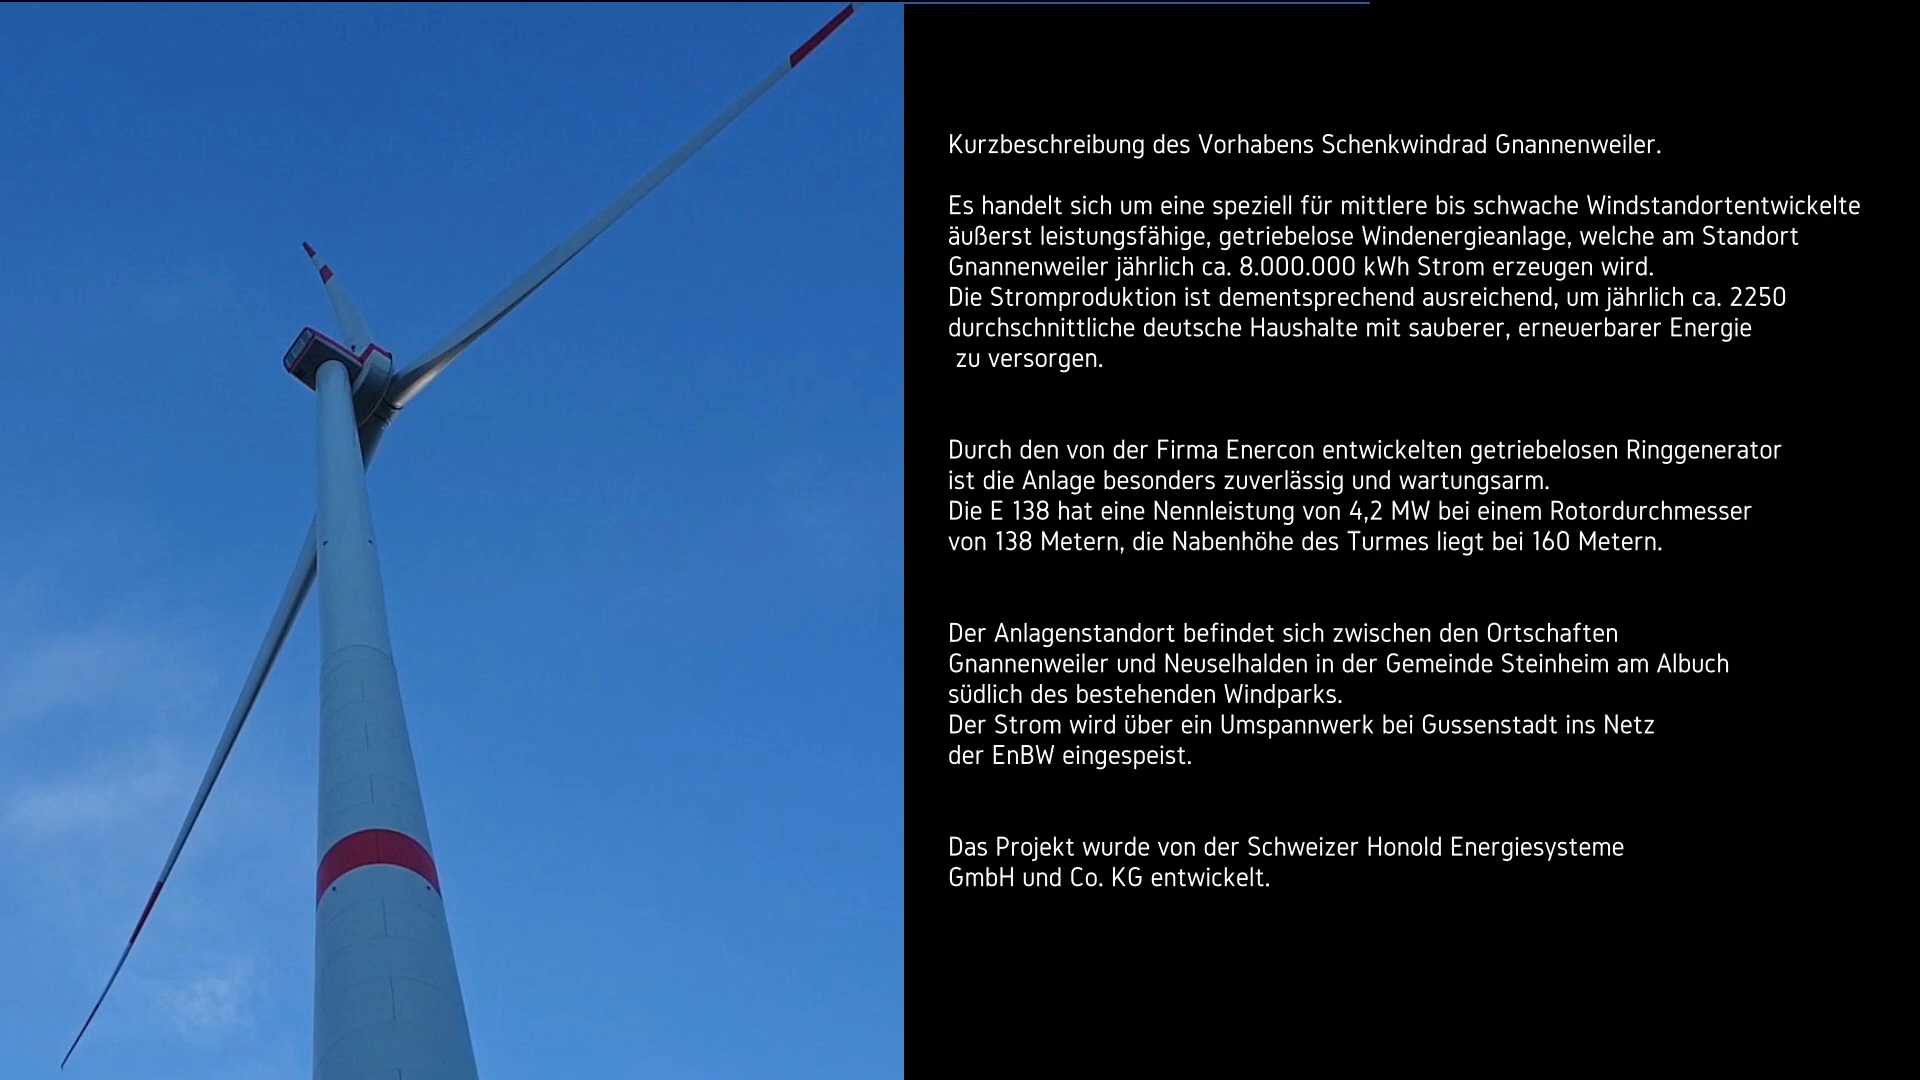 Kurzbeschreibung des Vorhabens Schenkwindrad Gnannenweiler.
Es handelt sich um eine speziell für mittlere bis schwache Windstandortentwickelte
äußerst leistungsfähige, getriebelose Windenergieanlage, welche am Standort
Gnannenweiler jährlich ca. 8.000.000 kWh Strom erzeugen wird.
Die Stromproduktion ist dementsprechend ausreichend, um jährlich ca. 2250
durchschnittliche deutsche Haushalte mit sauberer, erneuerbarer Energie
zu versorgen.
Durch den von der Firma Enercon entwickelten getriebelosen Ringgenerator
ist die Anlage besonders zuverlässig und wartungsarm.
Die E 138 hat eine Nennleistung von 4,2 MW bei einem Rotordurchmesser
von 138 Metern, die Nabenhöhe des Turmes liegt bei 160 Metern.
Der Anlagenstandort befindet sich zwischen den Ortschaften
Gnannenweiler und Neuselhalden in der Gemeinde Steinheim am Albuch
südlich des bestehenden Windparks.
Der Strom wird über ein Umspannwerk bei Gussenstadt ins Netz
der EnBW eingespeist.
Das Projekt wurde von der Schweizer Honold Energiesysteme
GmbH und Co. KG entwickelt.